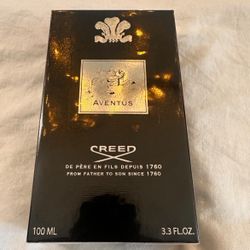 AVENTUS
CREED
DE PÈRE EN FILS DEPUIS 1760
FROM FATHER TO SON SINCE 1760
100 ML 3.3 FL.OZ.